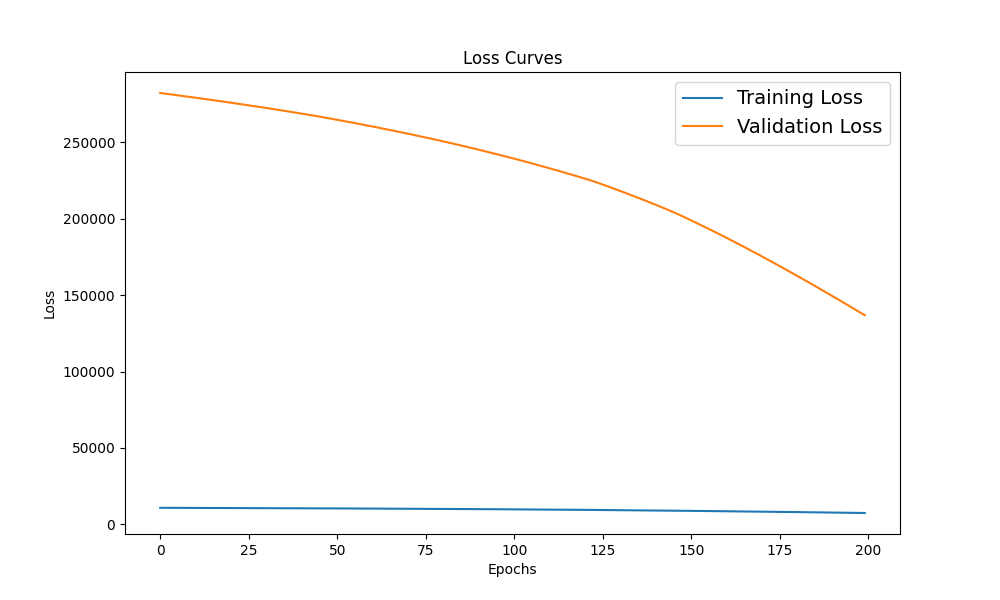 Loss Curves
Training Loss
Validation Loss
250000
200000
150000
100000
50000
0
Loss
0 25 50 75 100 125 150 175 200
Epochs